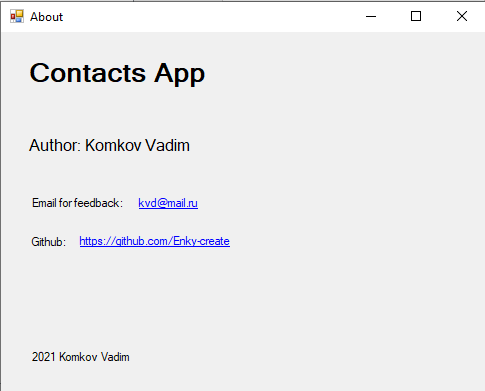 About
Contacts App
Author: Komkov Vadim
Email for feedback: kvd@mail.ru
Github: https://github.com/Enky-create
2021 Komkov Vadim